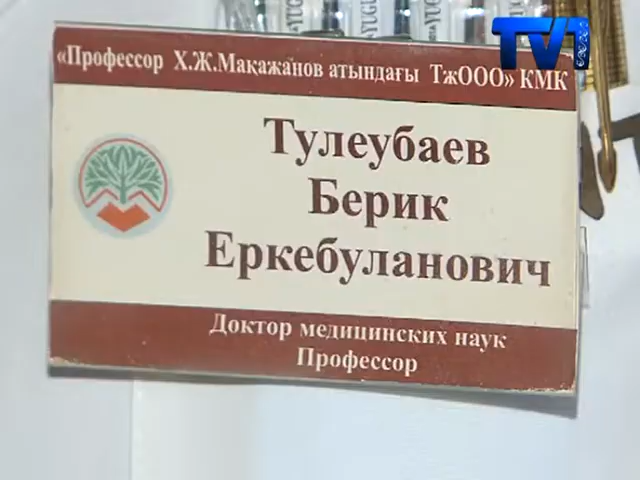 TV1
«Профессор Х.Ж.Мақажанов атындағы ТжООО» КМК
Тулеубаев
Берик
Еркебуланович
Доктор медицинских наук
Профессор